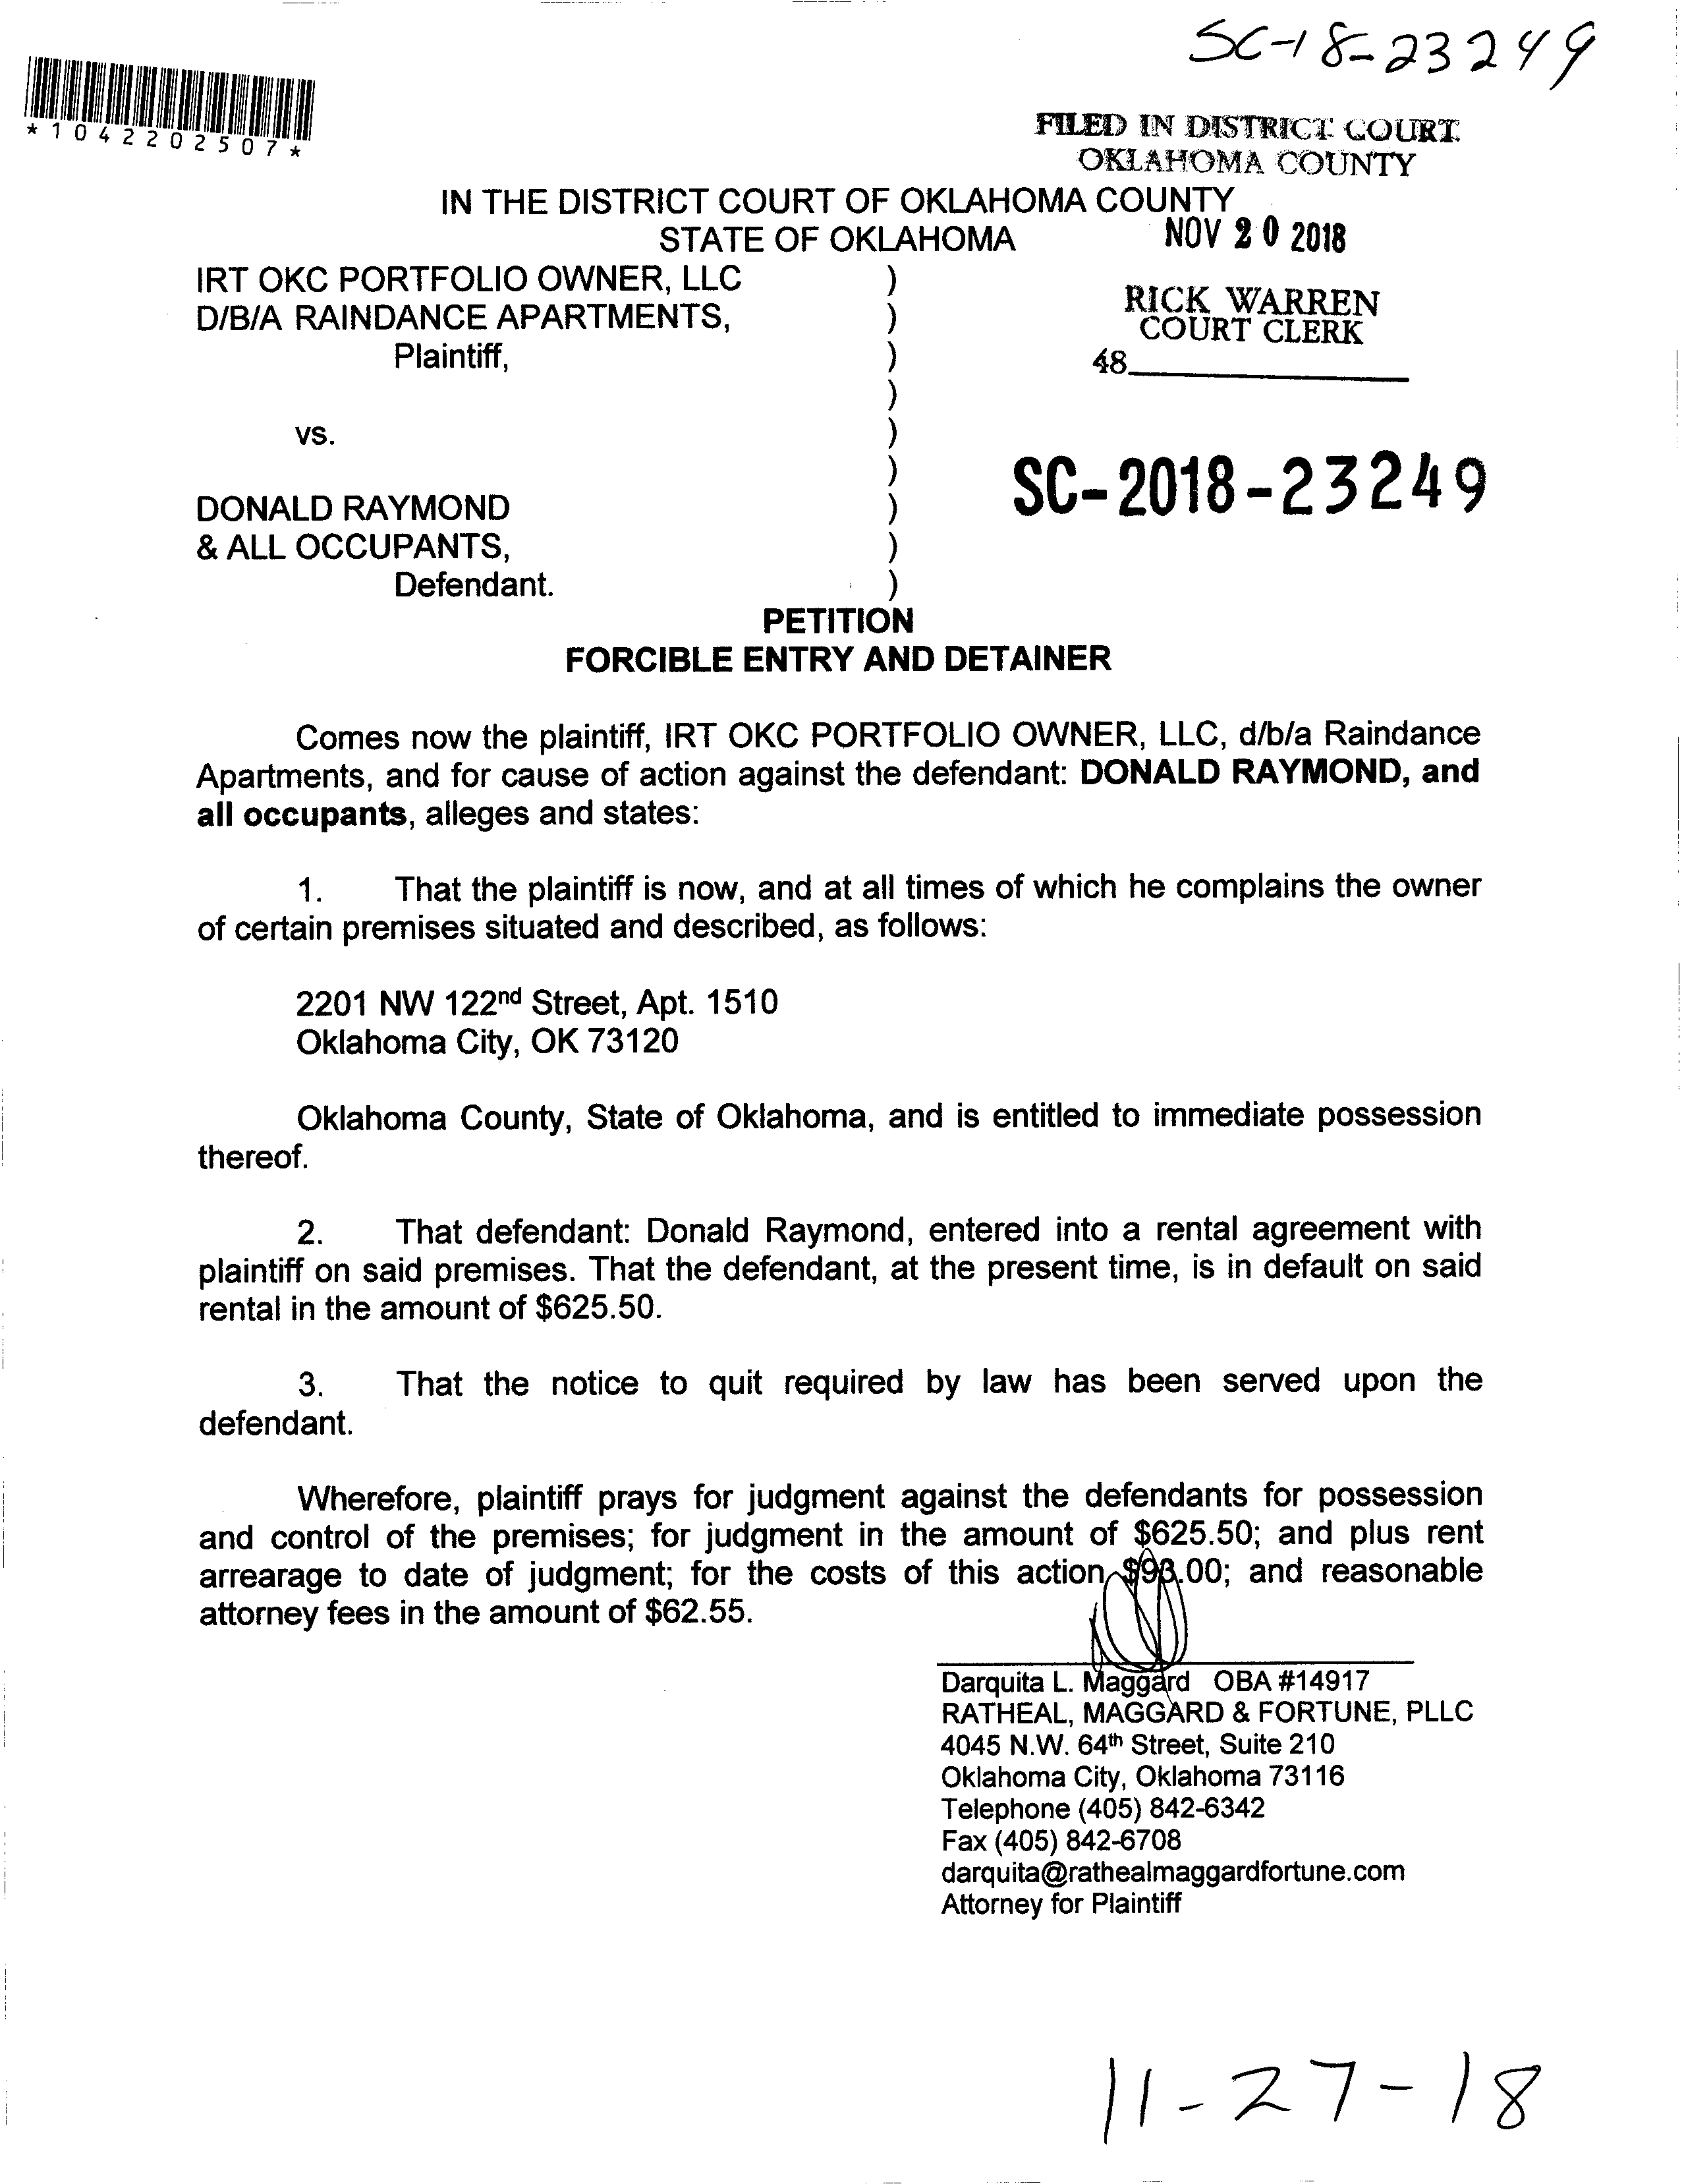 SC-18-23249
*1042202507*
FILED IN DISTRICT COURT
OKLAHOMA COUNTY
IN THE DISTRICT COURT OF OKLAHOMA COUNTY
STATE OF OKLAHOMA
NOV 20 2018
IRT OKC PORTFOLIO OWNER, LLC )
D/B/A RAINDANCE APARTMENTS, )
Plaintiff, )
RICK WARREN
COURT CLERK
48
)
vs. )
)
SC-2018-23249
DONALD RAYMOND )
& ALL OCCUPANTS, )
Defendant. )
PETITION
FORCIBLE ENTRY AND DETAINER
Comes now the plaintiff, IRT OKC PORTFOLIO OWNER, LLC, d/b/a Raindance
Apartments, and for cause of action against the defendant: DONALD RAYMOND, and
all occupants, alleges and states:
1. That the plaintiff is now, and at all times of which he complains the owner
of certain premises situated and described, as follows:
2201 NW 122nd Street, Apt. 1510
Oklahoma City, OK 73120
Oklahoma County, State of Oklahoma, and is entitled to immediate possession
thereof.
2. That defendant: Donald Raymond, entered into a rental agreement with
plaintiff on said premises. That the defendant, at the present time, is in default on said
rental in the amount of $625.50.
3. That the notice to quit required by law has been served upon the
defendant.
Wherefore, plaintiff prays for judgment against the defendants for possession
and control of the premises; for judgment in the amount of $625.50; and plus rent
arrearage to date of judgment; for the costs of this action and reasonable
attorney fees in the amount of $62.55.
Darquita L. Maggard OBA #14917
RATHEAL, MAGGARD & FORTUNE, PLLC
4045 N.W. 64th Street, Suite 210
Oklahoma City, Oklahoma 73116
Telephone (405) 842-6342
Fax (405) 842-6708
darquita@rathealmaggardfortune.com
Attorney for Plaintiff
11-27-18